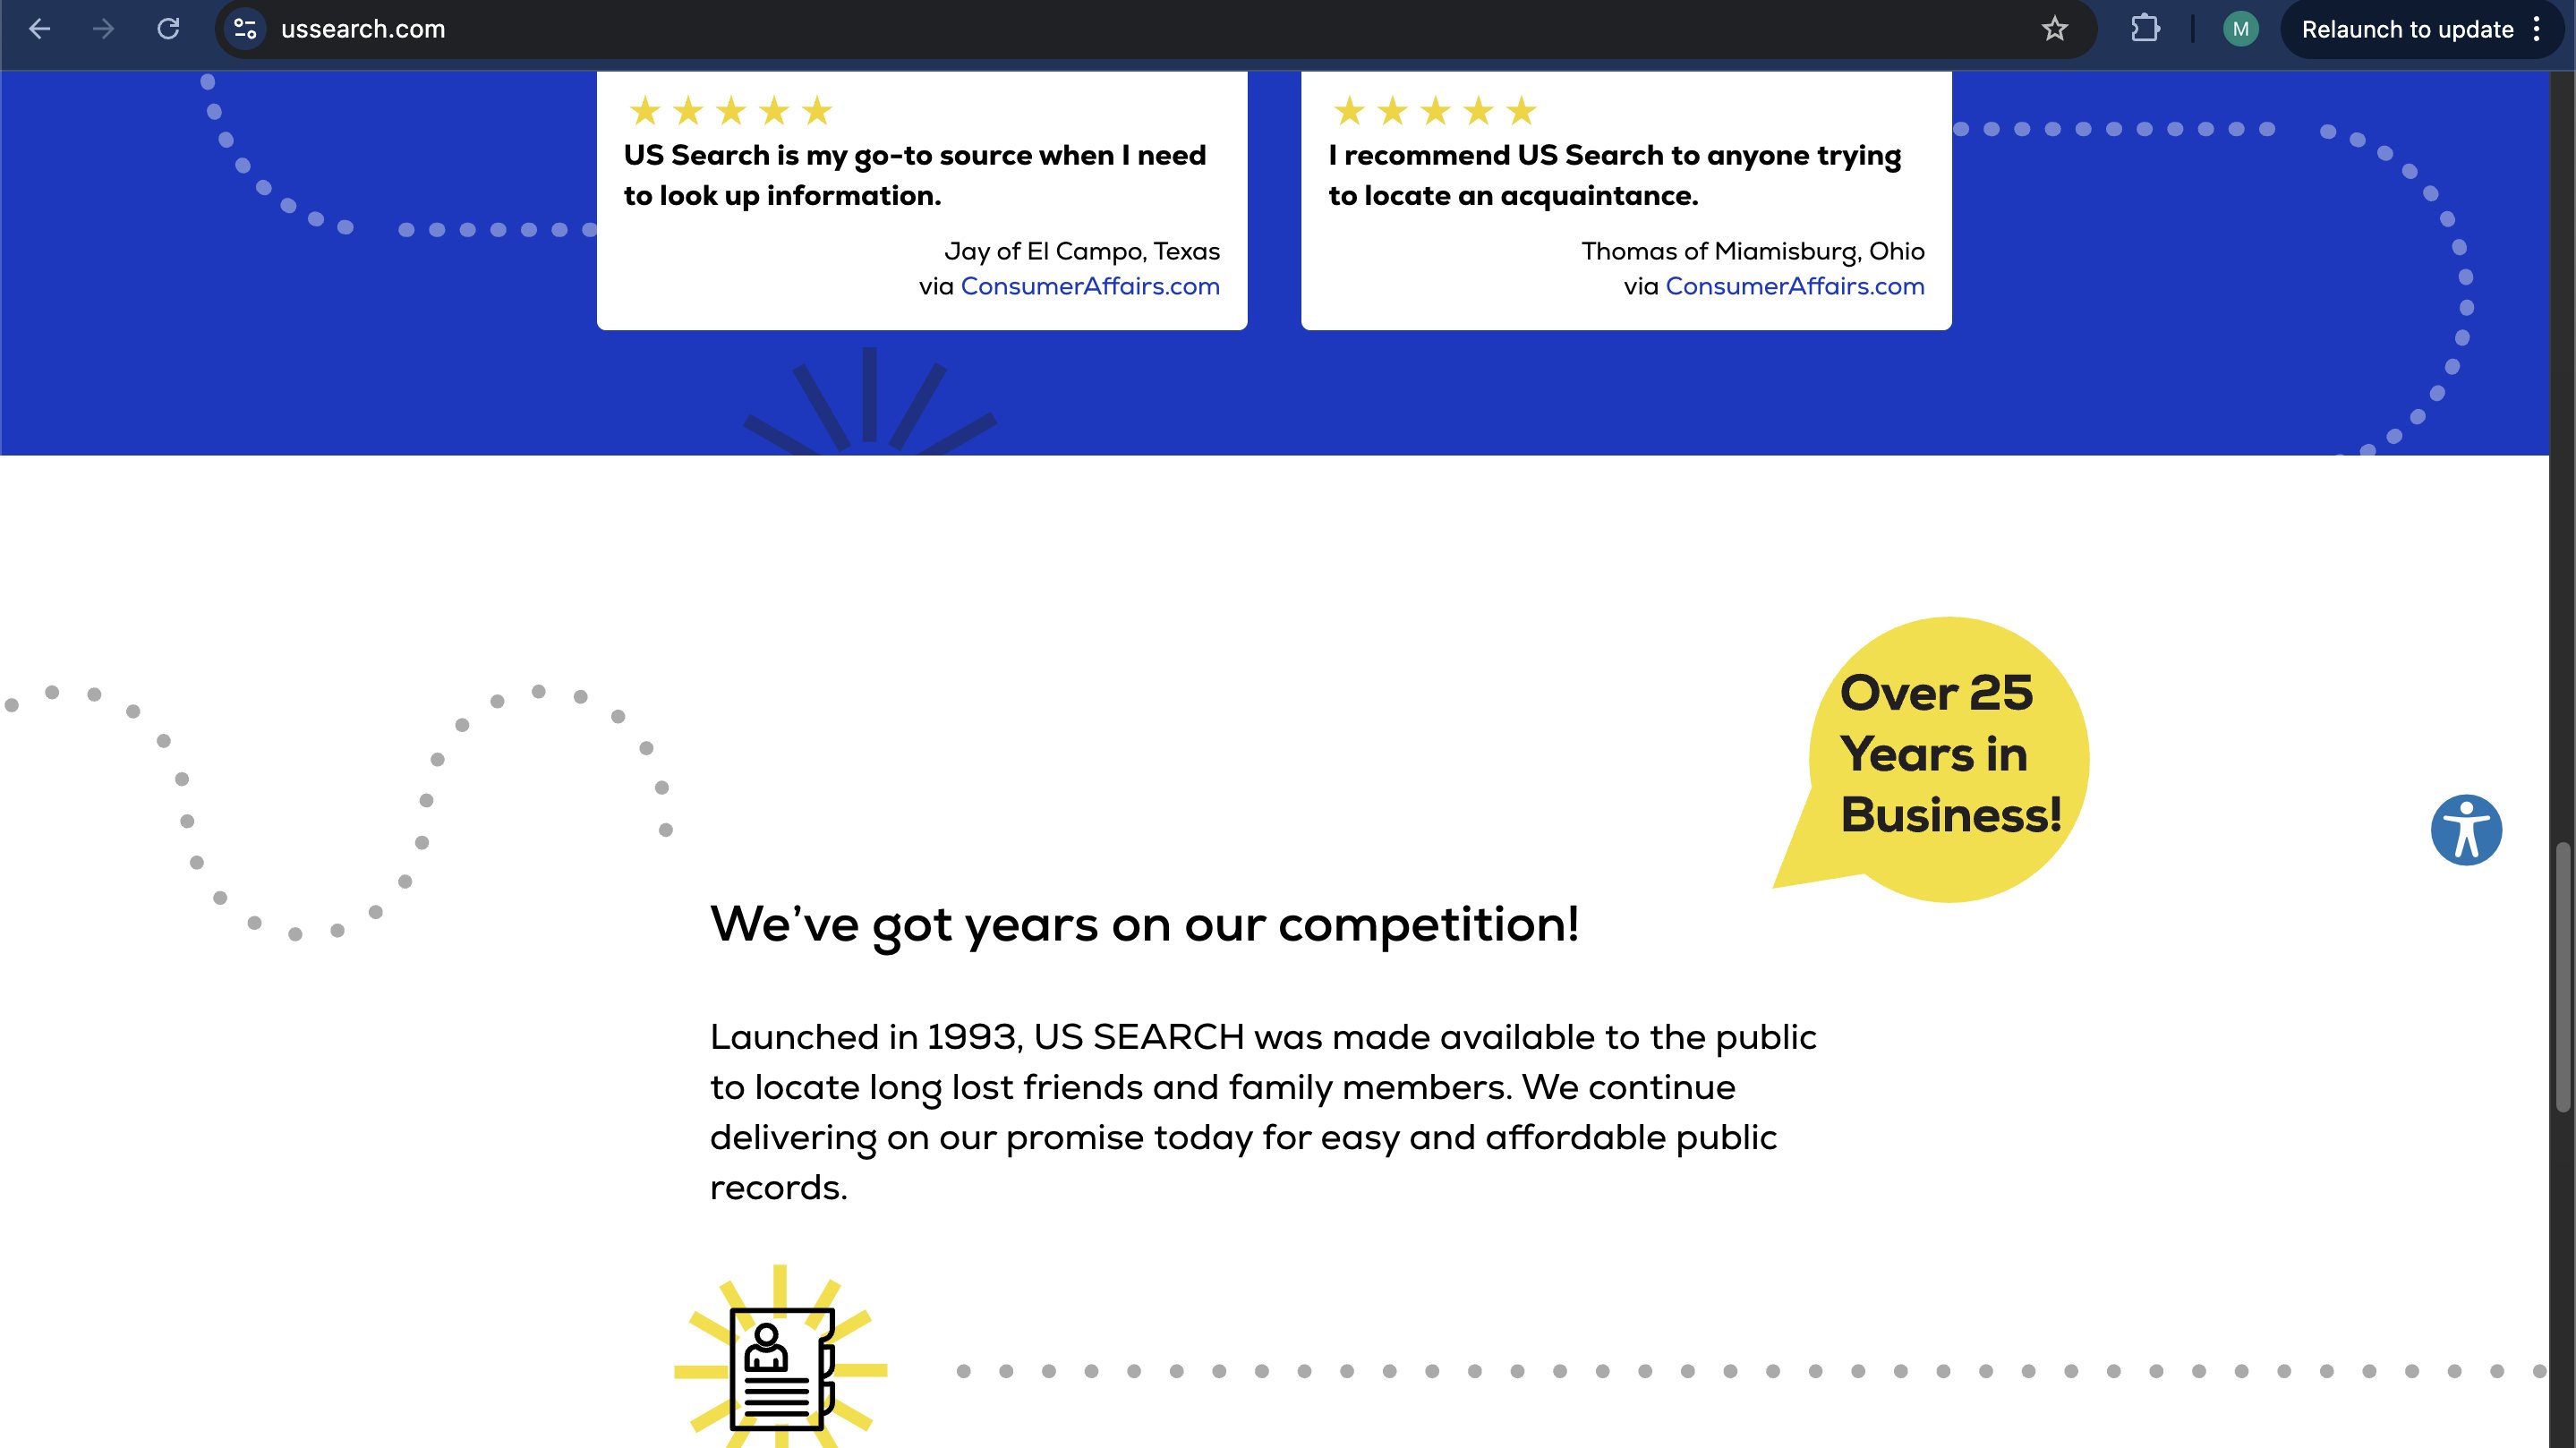 ussearch.com
M
Relaunch to update
US Search is my go-to source when I need
to look up information.
Jay of El Campo, Texas
via ConsumerAffairs.com
I recommend US Search to anyone trying
to locate an acquaintance.
Thomas of Miamisburg, Ohio
via ConsumerAffairs.com
Over 25
Years in
Business!
We’ve got years on our competition!
Launched in 1993, US SEARCH was made available to the public
to locate long lost friends and family members. We continue
delivering on our promise today for easy and affordable public
records.